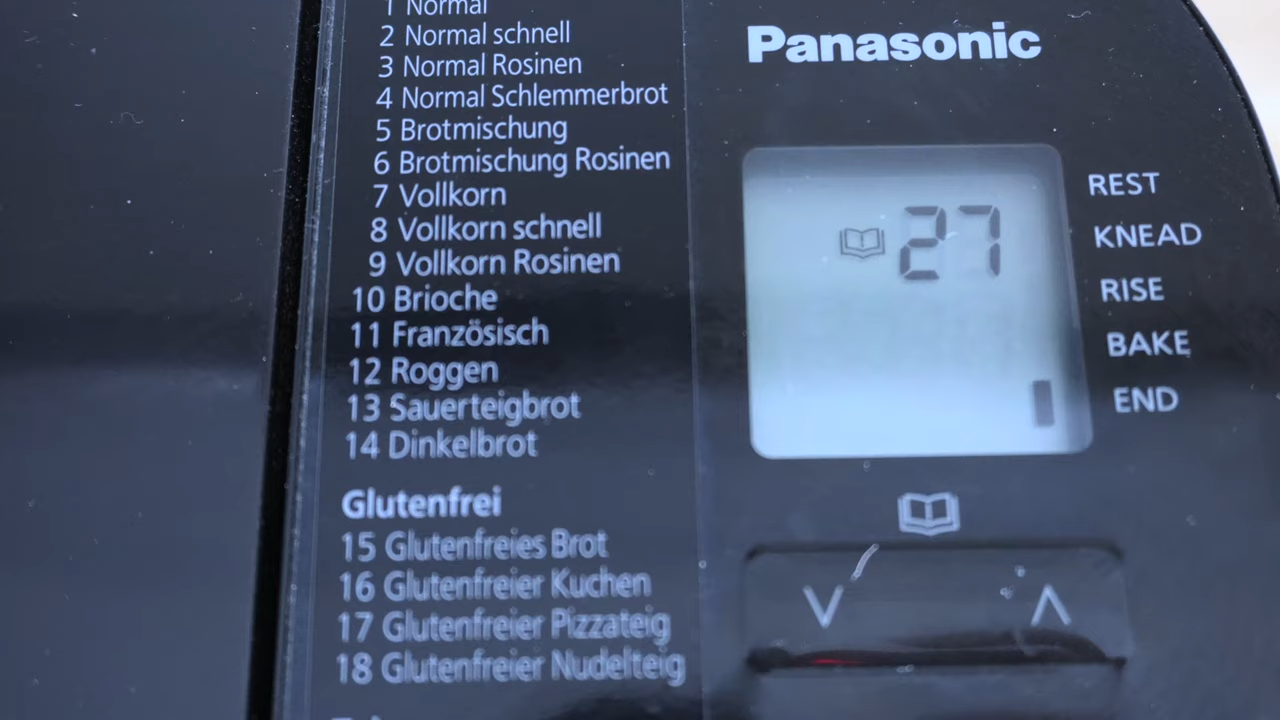 1 Normal
2 Normal schnell
3 Normal Rosinen
4 Normal Schlemmerbrot
5 Brotmischung
6 Brotmischung Rosinen
7 Vollkorn
8 Vollkorn schnell
9 Vollkorn Rosinen
10 Brioche
11 Französisch
12 Roggen
13 Sauerteigbrot
14 Dinkelbrot
Glutenfrei
15 Glutenfreies Brot
16 Glutenfreier Kuchen
17 Glutenfreier Pizzateig
18 Glutenfreier Nudelteig
Panasonic
27
REST
KNEAD
RISE
BAKE
END